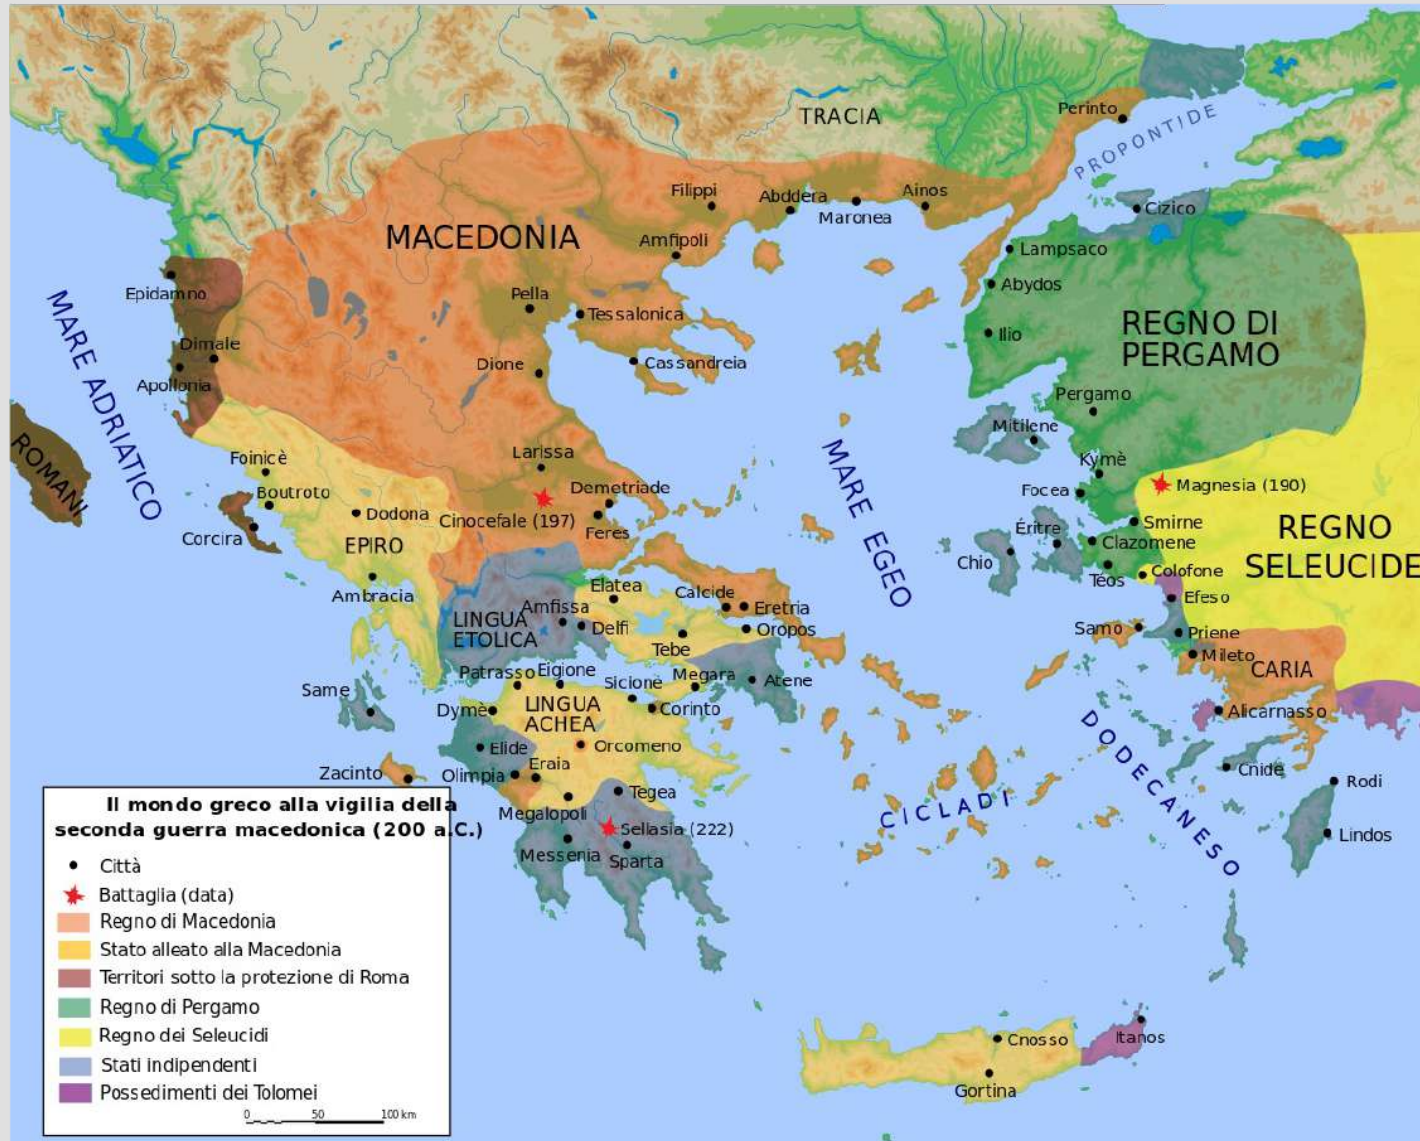 TRACIA
Perinto
PROPONTIDE
Filippi
Abddera
Ainos
Maronea
Cizico
MACEDONIA
Amfipoli
Lampsaco
Epidamno
Pella
Tessalonica
Abydos
MARE ADRIATICO
Dimale
Apollonia
Dione
Cassandreia
Ilio
REGNO DI
PERGAMO
Pergamo
ROMANI
Mitilene
MARE EGEO
Foinicè
Larissa
Kymè
Boutroto
Demetriade
Focea
Magnesia (190)
Dodona
Cinocefale (197)
Feres
Smirne
REGNO
SELEUCIDE
Corcira
EPIRO
Éritre
Clazomene
Chio
Colofone
Téos
Ambracia
Elatea
Calcide
Eretria
Efeso
LINGUA
ETOLICA
Amfissa
Delfi
Oropos
Samo
Priene
Tebe
Mileto
Patrasso
Eigione
Megara
Atene
CARIA
Same
Sicione
Dymè
LINGUA
ACHEA
Corinto
Alicarnasso
Elide
Orcomeno
DODECANESO
Zacinto
Olimpia
Eraia
Cnide
Rodi
Tegea
CICLADI
Megalopoli
Sellasia (222)
Lindos
Messenia
Sparta
Itanos
Cnosso
Gortina
Il mondo greco alla vigilia della
seconda guerra macedonica (200 a.C.)
Città
Battaglia (data)
Regno di Macedonia
Stato alleato alla Macedonia
Territori sotto la protezione di Roma
Regno di Pergamo
Regno dei Seleucidi
Stati indipendenti
Possedimenti dei Tolomei
0 50 100 km